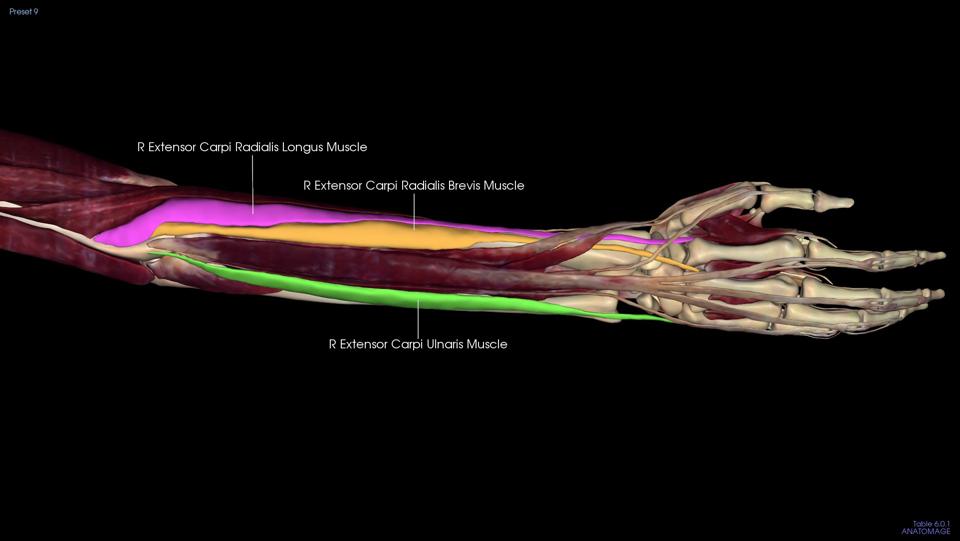 Preset 9
R Extensor Carpi Radialis Longus Muscle
R Extensor Carpi Radialis Brevis Muscle
R Extensor Carpi Ulnaris Muscle
Table 6.0.1
ANATOMAGE